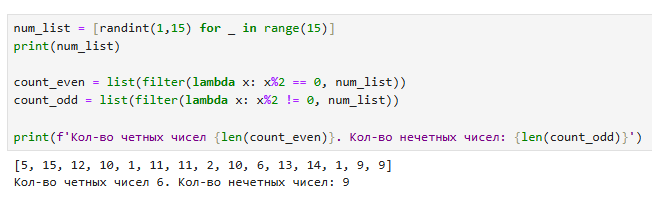 num_list = [randint(1,15) for _ in range(15)]
print(num_list)
count_even = list(filter(lambda x: x%2 == 0, num_list))
count_odd = list(filter(lambda x: x%2 != 0, num_list))
print(f'Кол-во четных чисел {len(count_even)}. Кол-во нечетных чисел: {len(count_odd)}')
[5, 15, 12, 10, 1, 11, 11, 2, 10, 6, 13, 14, 1, 9, 9]
Кол-во четных чисел 6. Кол-во нечетных чисел: 9